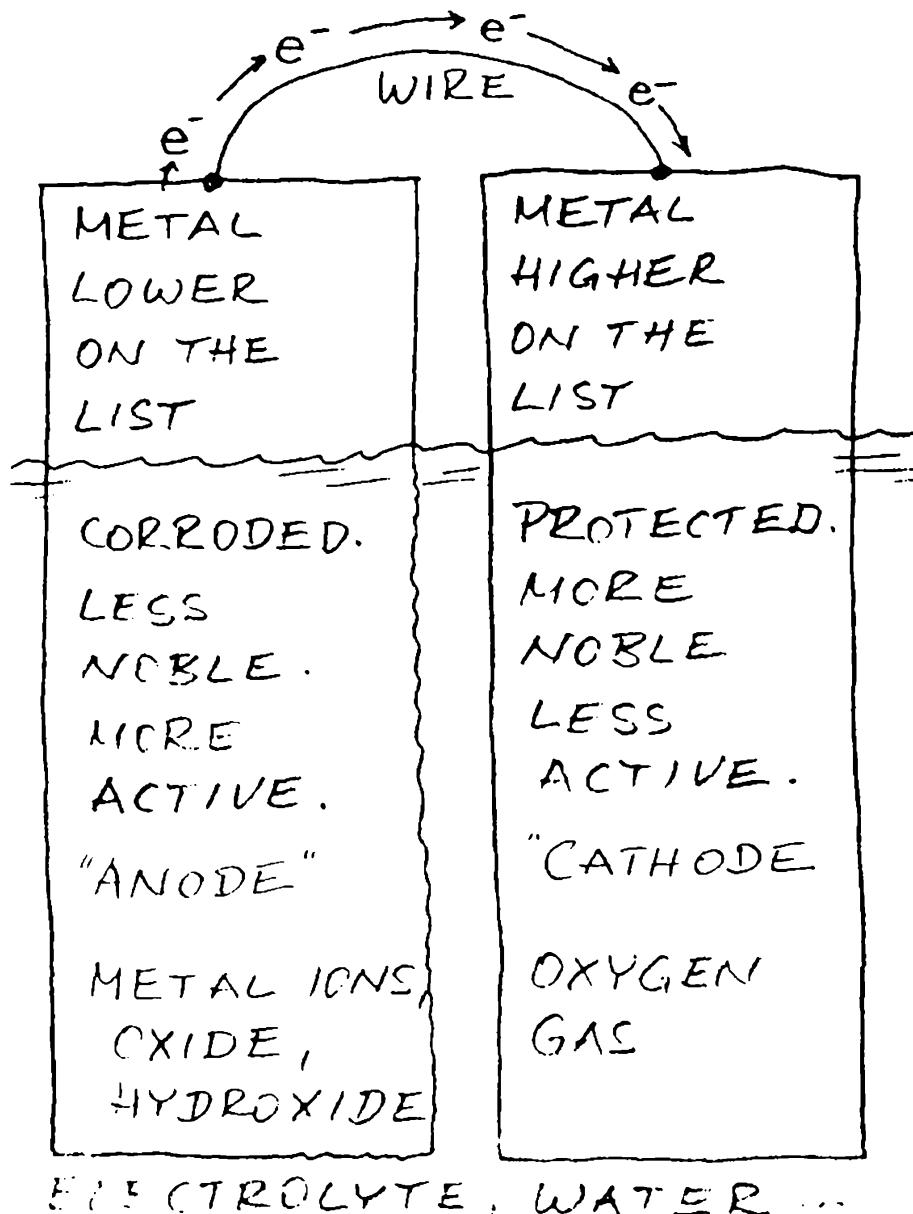 e⁻ e⁻ e⁻ e⁻
WIRE
METAL
LOWER
ON THE
LIST
CORRODED.
LESS
NOBLE.
MORE
ACTIVE.
"ANODE"
METAL IONS,
OXIDE,
HYDROXIDE
METAL
HIGHER
ON THE
LIST
PROTECTED.
MORE
NOBLE
LESS
ACTIVE.
"CATHODE
OXYGEN
GAS
ELECTROLYTE, WATER ...